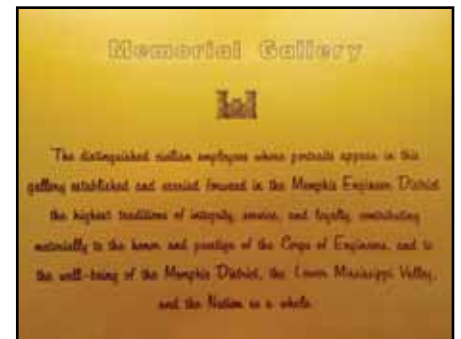 Memorial Gallery
The distinguished civilian employees whose portraits appear in this
gallery established and carried forward in the Memphis Engineer District
the highest traditions of integrity, service, and loyalty, contributing
materially to the honor and prestige of the Corps of Engineers, and to
the well-being of the Memphis District, the Lower Mississippi Valley,
and the Nation as a whole.